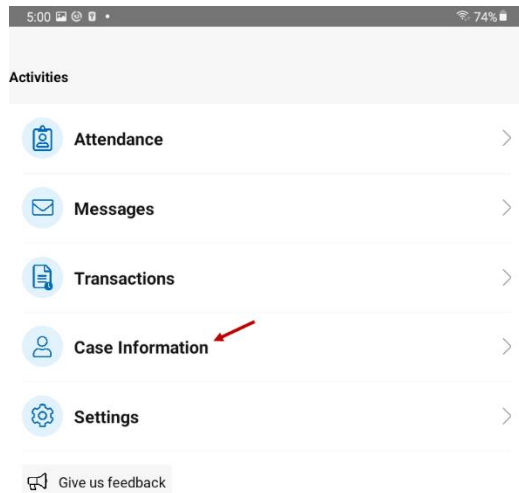 5:00
74%
Activities
Attendance
Messages
Transactions
Case Information
Settings
Give us feedback